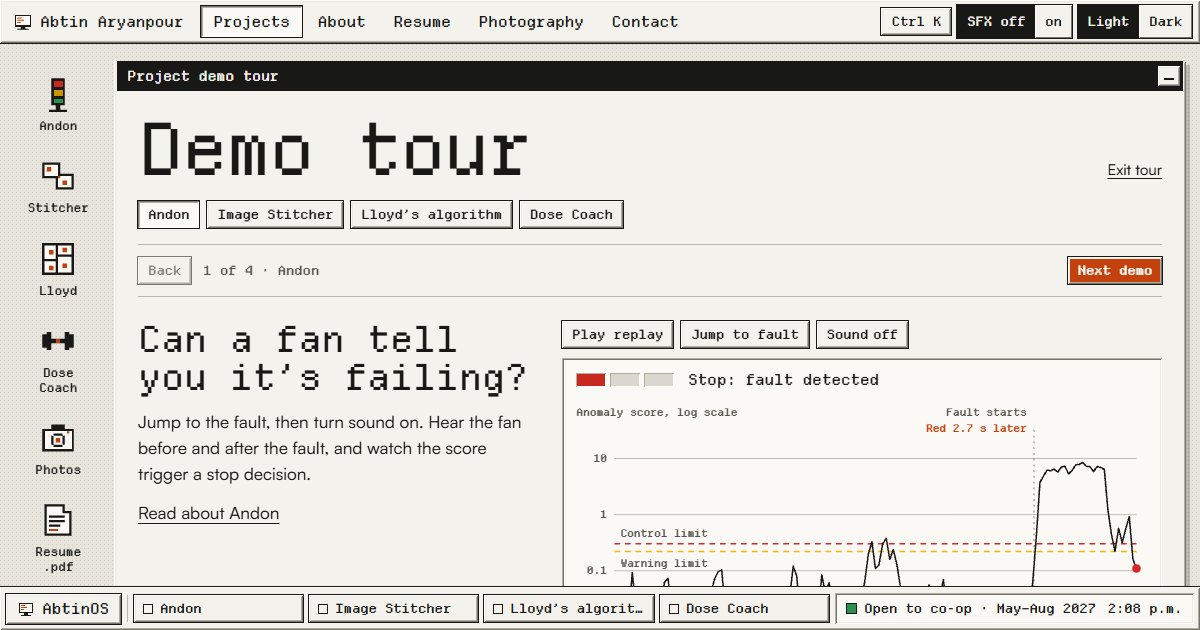 Abtin Aryanpour Projects About Resume Photography Contact Ctrl K SFX off on Light Dark
Project demo tour
Andon
Stitcher
Lloyd
Dose
Coach
Photos
Resume
.pdf
Demo tour
Exit tour
Andon Image Stitcher Lloyd's algorithm Dose Coach
Back 1 of 4 · Andon Next demo
Can a fan tell
you it's failing?
Jump to the fault, then turn sound on. Hear the fan
before and after the fault, and watch the score
trigger a stop decision.
Read about Andon
Play replay Jump to fault Sound off
Stop: fault detected
Anomaly score, log scale
Fault starts
Red 2.7 s later
10
1
Control limit
Warning limit
0.1
AbtinOS Andon Image Stitcher Lloyd's algorit… Dose Coach Open to co-op · May–Aug 2027 2:08 p.m.